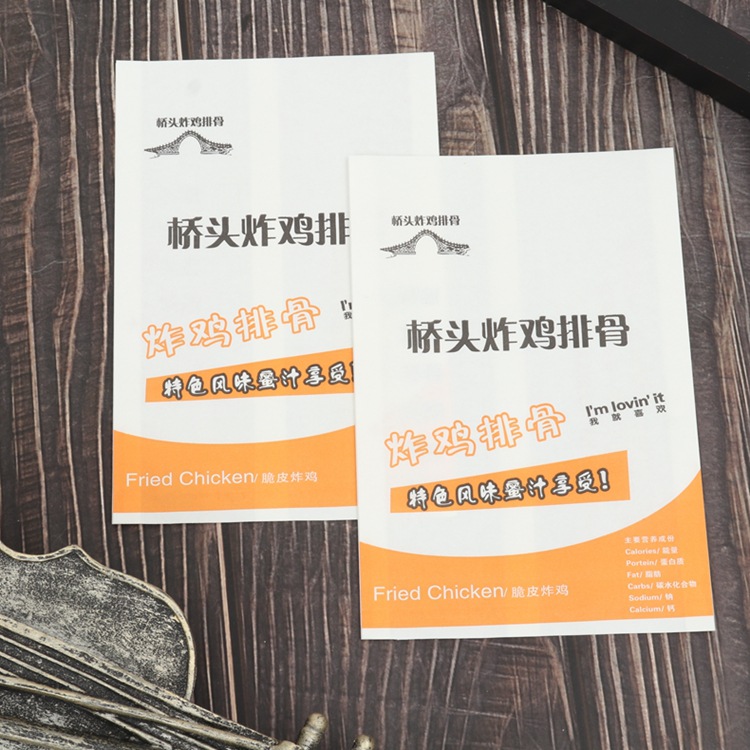 桥头炸鸡排骨
桥头炸鸡排
炸鸡排骨
I'm
我
特色风味蜜汁享受!
Fried Chicken/ 脆皮炸鸡
桥头炸鸡排骨
桥头炸鸡排骨
炸鸡排骨
I'm lovin' it
我就喜欢
特色风味蜜汁享受!
主要营养成份
Calories/ 能量
Portein/ 蛋白质
Fat/ 脂肪
Carbs/ 碳水化合物
Sodium/ 钠
Calcium/ 钙
Fried Chicken/ 脆皮炸鸡